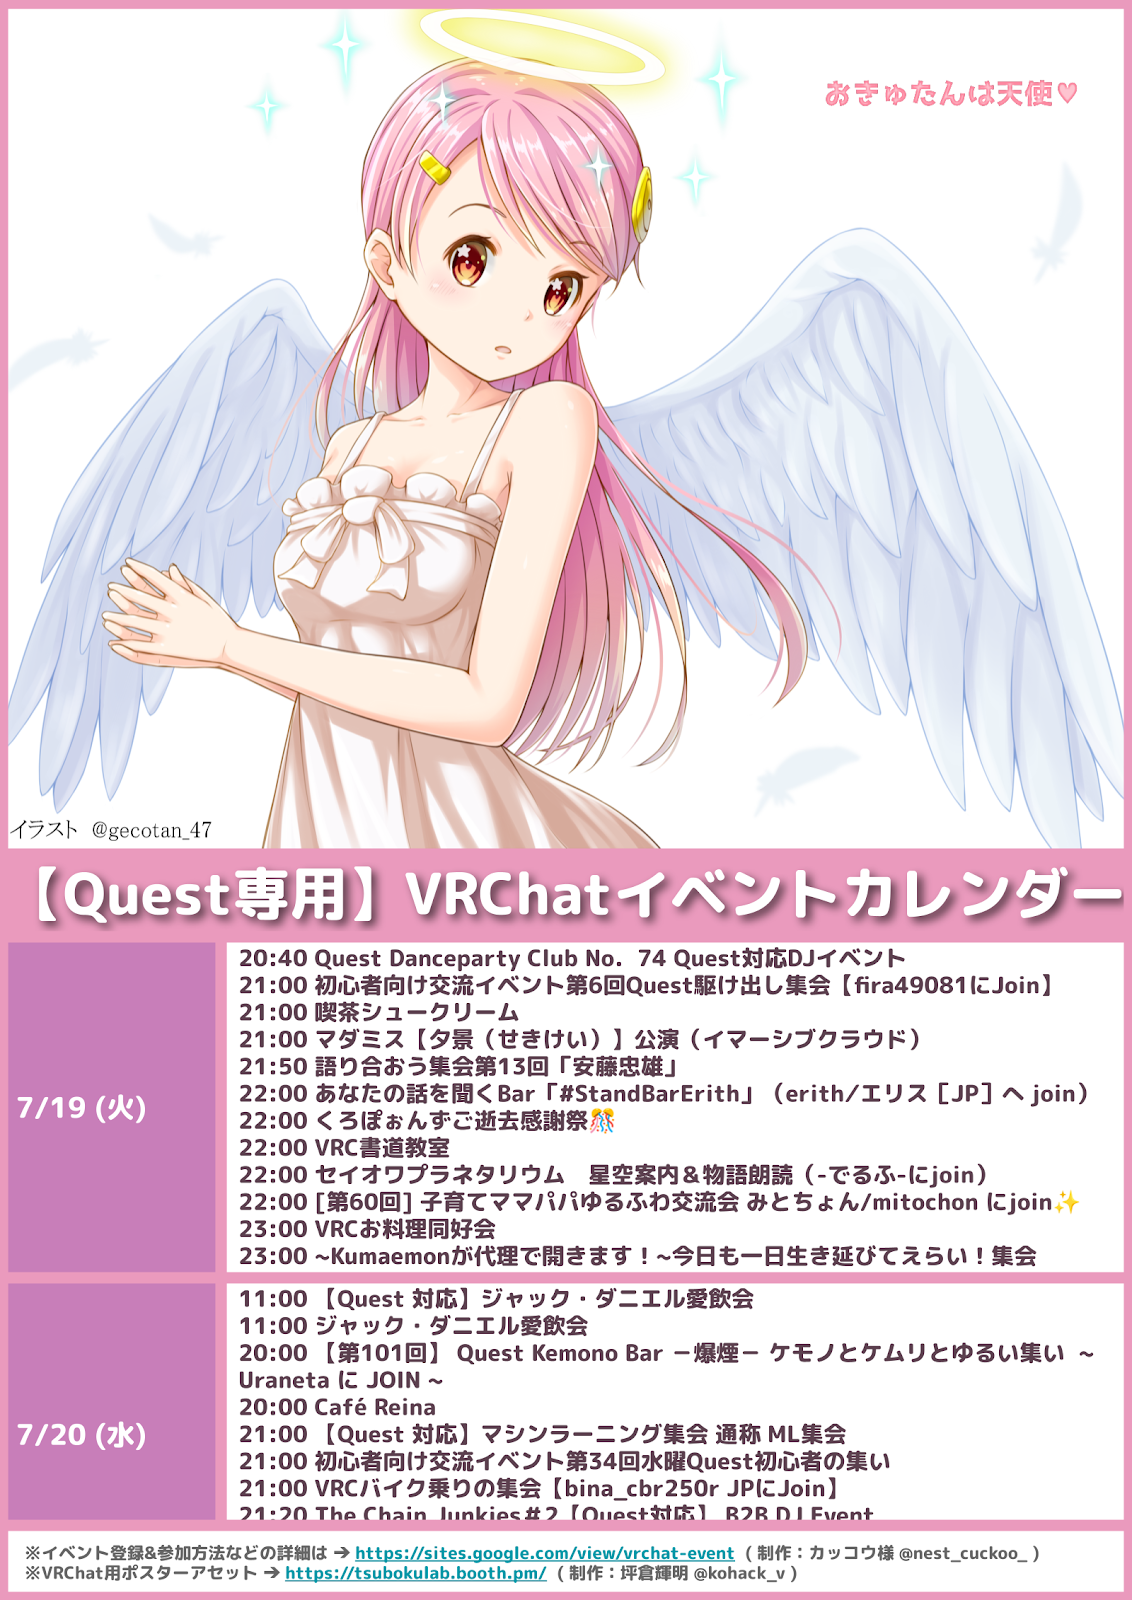 おきゅたんは天使♥
イラスト @gecotan_47
【Quest専用】VRChatイベントカレンダー
7/19 (火)
20:40 Quest Danceparty Club No. 74 Quest対応DJイベント
21:00 初心者向け交流イベント第6回Quest駆け出し集会【fira49081にJoin】
21:00 喫茶シュークリーム
21:00 マダミス【夕景（せきけい）】公演（イマーシブクラウド）
21:50 語り合おう集会第13回「安藤忠雄」
22:00 あなたの話を聞くBar「#StandBarErith」（erith/エリス［JP］へ join）
22:00 くろぽぉんずご逝去感謝祭🎊
22:00 VRC書道教室
22:00 セイオワプラネタリウム　星空案内＆物語朗読（-でるふ-にjoin）
22:00 [第60回] 子育てママパパゆるふわ交流会 みとちょん/mitochon にjoin✨
23:00 VRCお料理同好会
23:00 ~Kumaemonが代理で開きます！~今日も一日生き延びてえらい！集会
7/20 (水)
11:00 【Quest 対応】ジャック・ダニエル愛飲会
11:00 ジャック・ダニエル愛飲会
20:00 【第101回】 Quest Kemono Bar －爆煙－ ケモノとケムリとゆるい集い ～
Uraneta に JOIN ~
20:00 Café Reina
21:00 【Quest 対応】マシンラーニング集会 通称 ML集会
21:00 初心者向け交流イベント第34回水曜Quest初心者の集い
21:00 VRCバイク乗りの集会【bina_cbr250r JPにJoin】
21:20 The Chain Junkies＃2【Quest対応】 B2B DJ Event
※イベント登録&参加方法などの詳細は ➔ https://sites.google.com/view/vrchat-event ( 制作：カッコウ様 @nest_cuckoo_ )
※VRChat用ポスターアセット ➔ https://tsubokulab.booth.pm/ ( 制作：坪倉輝明 @kohack_v )